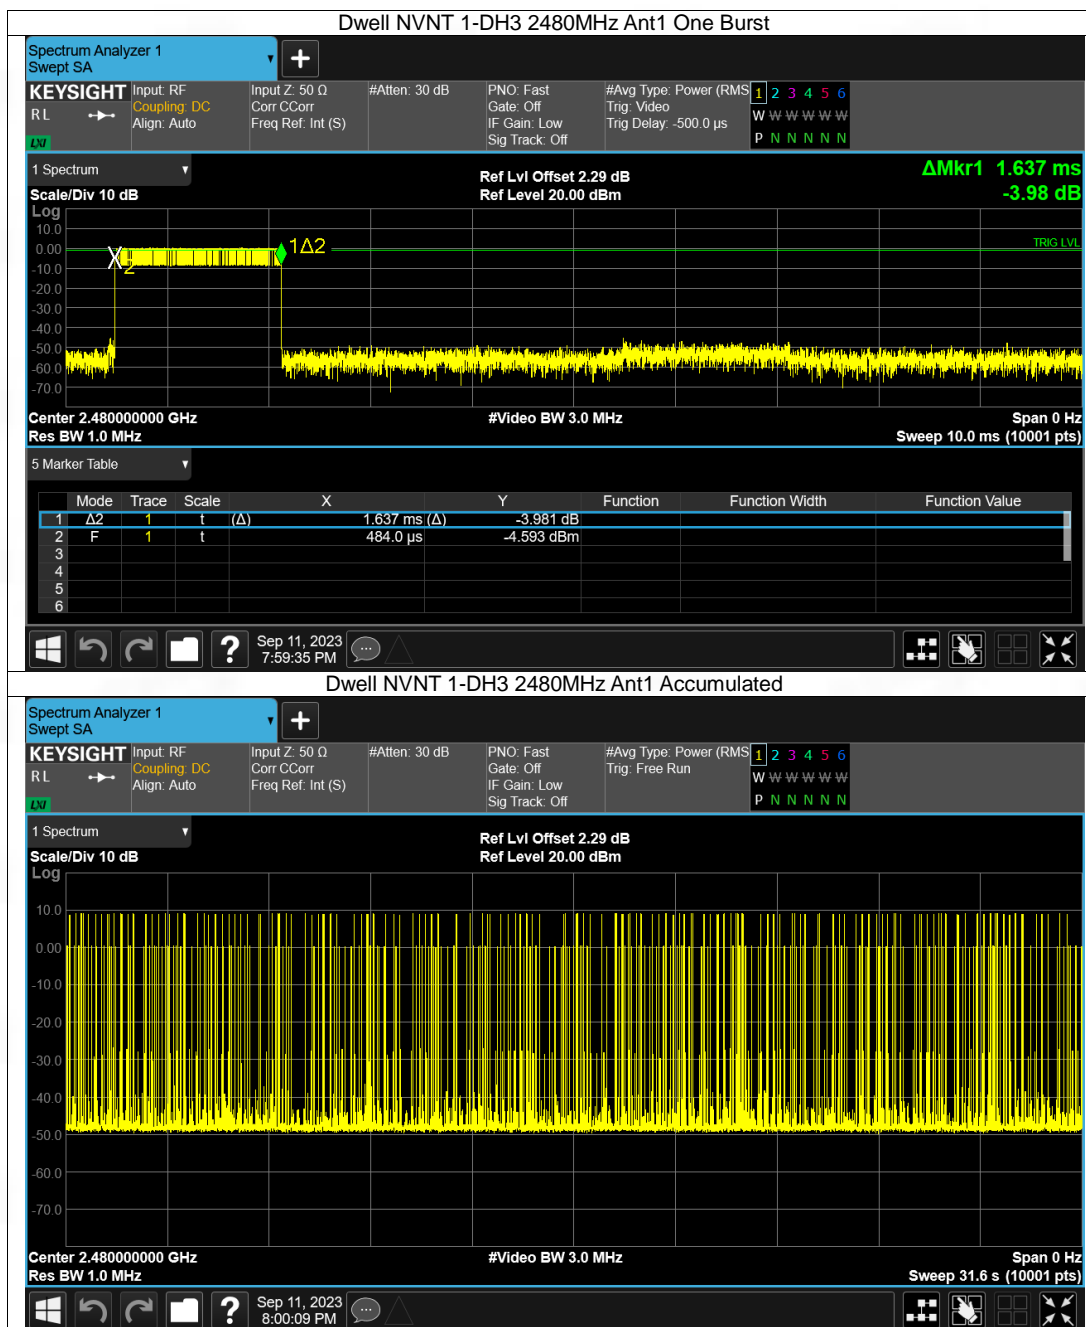 Dwell NVNT 1-DH3 2480MHz Ant1 One Burst
Spectrum Analyzer 1
Swept SA
+
KEYSIGHT
RL
LXI
Input: RF
Coupling: DC
Align: Auto
Input Z: 50 Ω
Corr CCorr
Freq Ref: Int (S)
#Atten: 30 dB
PNO: Fast
Gate: Off
IF Gain: Low
Sig Track: Off
#Avg Type: Power (RMS
Trig: Video
Trig Delay: -500.0 µs
1 2 3 4 5 6
W W W W W W
P N N N N N
1 Spectrum
Scale/Div 10 dB
Ref Lvl Offset 2.29 dB
Ref Level 20.00 dBm
ΔMkr1 1.637 ms
-3.98 dB
Log
10.0
0.00
-10.0
-20.0
-30.0
-40.0
-50.0
-60.0
-70.0
X
2
1Δ2
TRIG LVL
Center 2.480000000 GHz
Res BW 1.0 MHz
#Video BW 3.0 MHz
Span 0 Hz
Sweep 10.0 ms (10001 pts)
5 Marker Table
Mode Trace Scale X Y Function Function Width Function Value
1 Δ2 1 t (Δ) 1.637 ms (Δ) -3.981 dB
2 F 1 t 484.0 µs -4.593 dBm
3
4
5
6
?
Sep 11, 2023
7:59:35 PM
Dwell NVNT 1-DH3 2480MHz Ant1 Accumulated
Spectrum Analyzer 1
Swept SA
+
KEYSIGHT
RL
LXI
Input: RF
Coupling: DC
Align: Auto
Input Z: 50 Ω
Corr CCorr
Freq Ref: Int (S)
#Atten: 30 dB
PNO: Fast
Gate: Off
IF Gain: Low
Sig Track: Off
#Avg Type: Power (RMS
Trig: Free Run
1 2 3 4 5 6
W W W W W W
P N N N N N
1 Spectrum
Scale/Div 10 dB
Ref Lvl Offset 2.29 dB
Ref Level 20.00 dBm
Log
10.0
0.00
-10.0
-20.0
-30.0
-40.0
-50.0
-60.0
-70.0
Center 2.480000000 GHz
Res BW 1.0 MHz
#Video BW 3.0 MHz
Span 0 Hz
Sweep 31.6 s (10001 pts)
?
Sep 11, 2023
8:00:09 PM